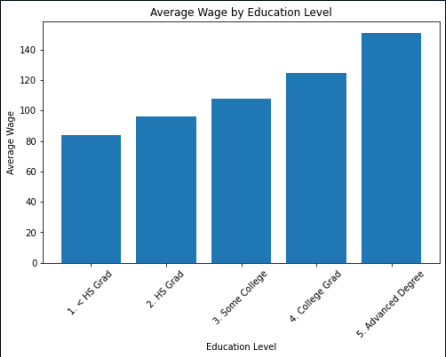 Average Wage by Education Level
Average Wage
140
120
100
80
60
40
20
0
1. < HS Grad
2. HS Grad
3. Some College
4. College Grad
5. Advanced Degree
Education Level